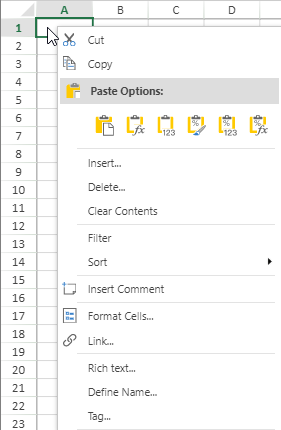 A B C D
1
2 Cut
3 Copy
4
5 Paste Options:
6
7 fx 123 % % 123 % fx
8
9 Insert...
10 Delete...
11 Clear Contents
12
13 Filter
14 Sort
15
16 Insert Comment
17 Format Cells...
18
19 Link...
20 Rich text...
21 Define Name...
22 Tag...
23